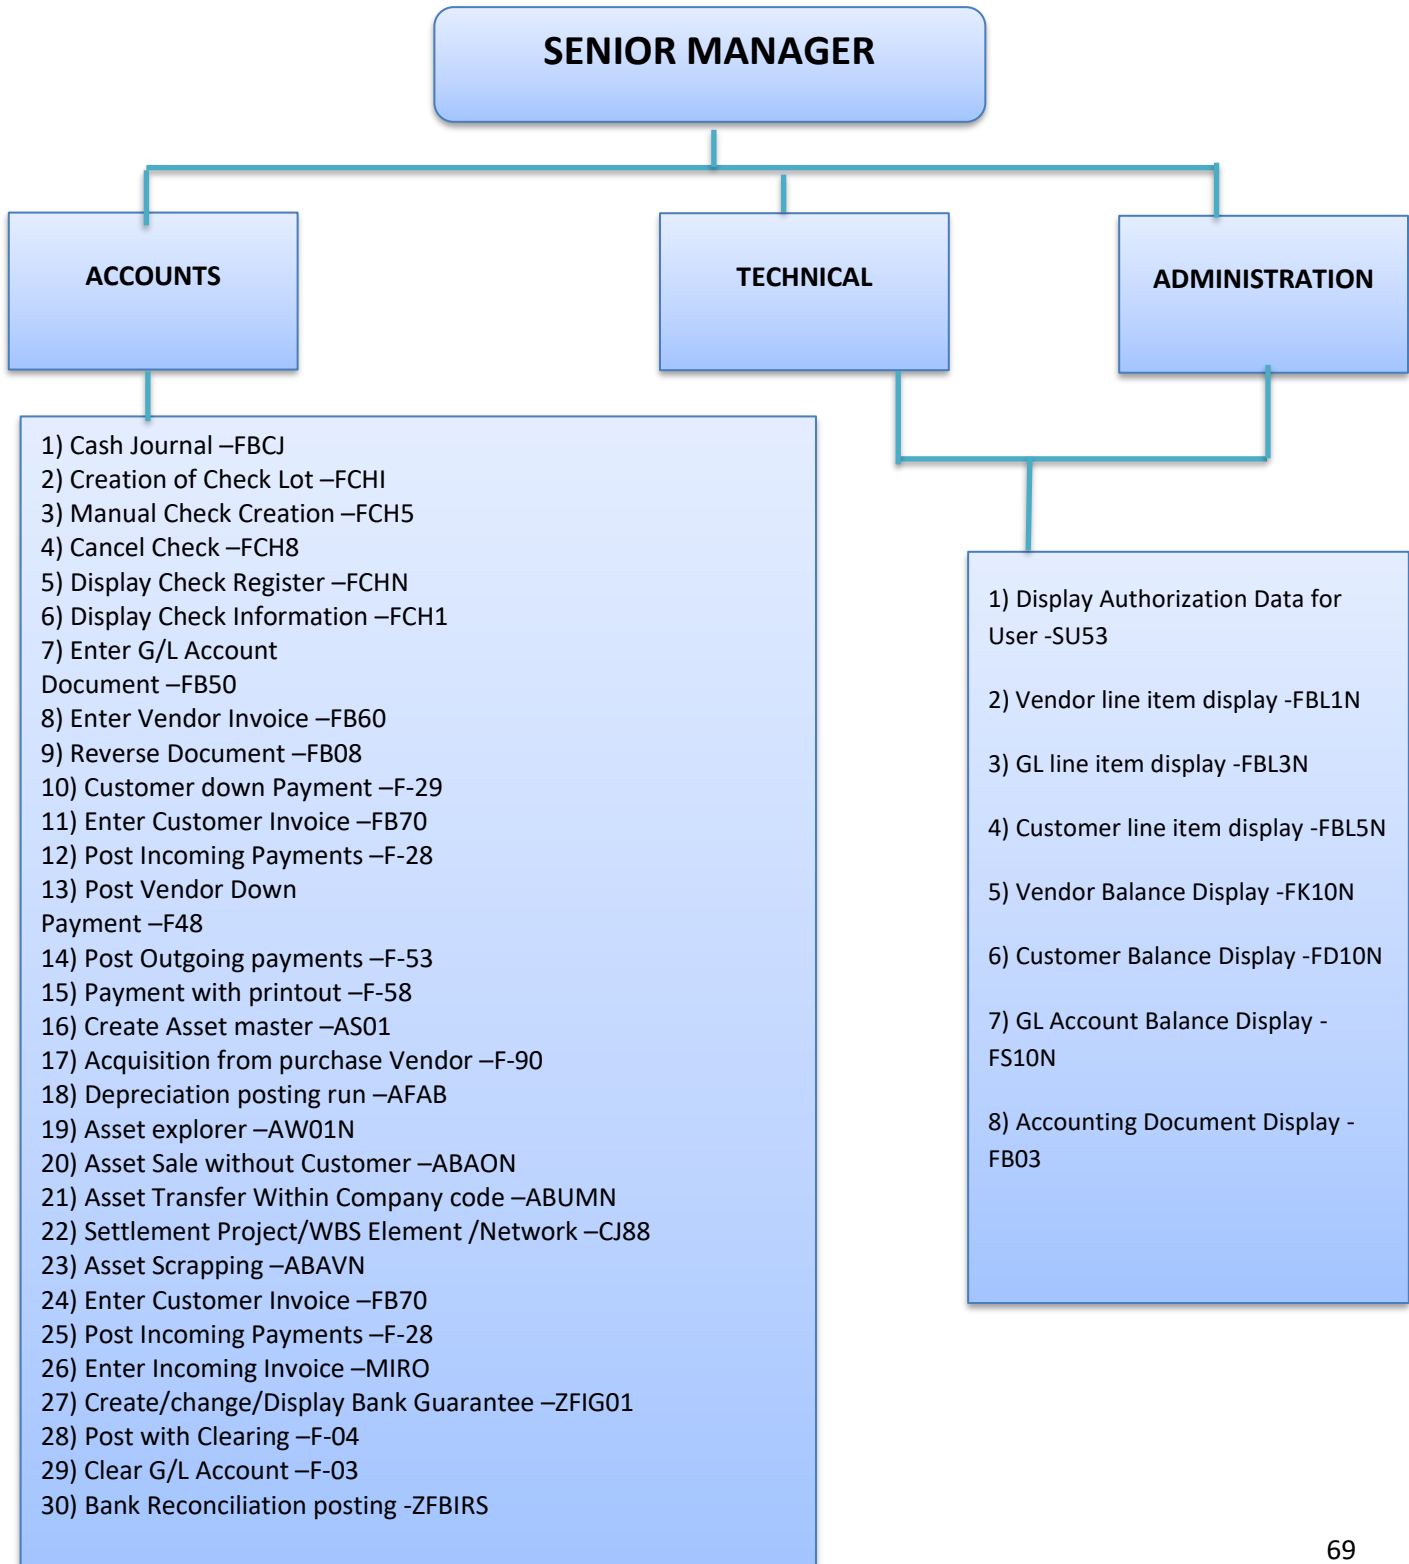 SENIOR MANAGER
ACCOUNTS
TECHNICAL
ADMINISTRATION
1) Cash Journal –FBCJ
2) Creation of Check Lot –FCHI
3) Manual Check Creation –FCH5
4) Cancel Check –FCH8
5) Display Check Register –FCHN
6) Display Check Information –FCH1
7) Enter G/L Account
Document –FB50
8) Enter Vendor Invoice –FB60
9) Reverse Document –FB08
10) Customer down Payment –F-29
11) Enter Customer Invoice –FB70
12) Post Incoming Payments –F-28
13) Post Vendor Down
Payment –F48
14) Post Outgoing payments –F-53
15) Payment with printout –F-58
16) Create Asset master –AS01
17) Acquisition from purchase Vendor –F-90
18) Depreciation posting run –AFAB
19) Asset explorer –AW01N
20) Asset Sale without Customer –ABAON
21) Asset Transfer Within Company code –ABUMN
22) Settlement Project/WBS Element /Network –CJ88
23) Asset Scrapping –ABAVN
24) Enter Customer Invoice –FB70
25) Post Incoming Payments –F-28
26) Enter Incoming Invoice –MIRO
27) Create/change/Display Bank Guarantee –ZFIG01
28) Post with Clearing –F-04
29) Clear G/L Account –F-03
30) Bank Reconciliation posting -ZFBIRS
1) Display Authorization Data for
User -SU53
2) Vendor line item display -FBL1N
3) GL line item display -FBL3N
4) Customer line item display -FBL5N
5) Vendor Balance Display -FK10N
6) Customer Balance Display -FD10N
7) GL Account Balance Display -
FS10N
8) Accounting Document Display -
FB03
69